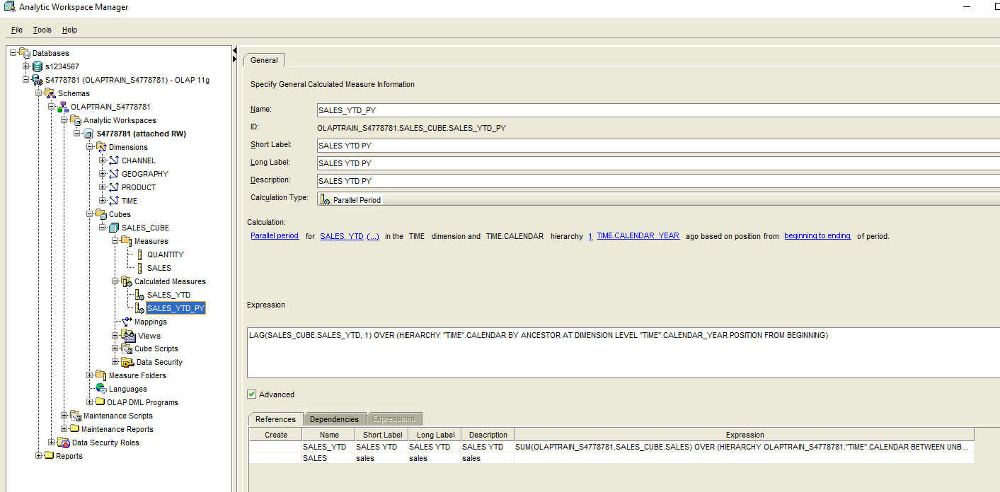 Analytic Workspace Manager
File Tools Help
Databases
s1234567
S4778781 (OLAPTRAIN_S4778781) - OLAP 11g
Schemas
OLAPTRAIN_S4778781
Analytic Workspaces
S4778781 (attached RW)
Dimensions
CHANNEL
GEOGRAPHY
PRODUCT
TIME
Cubes
SALES_CUBE
Measures
QUANTITY
SALES
Calculated Measures
SALES_YTD
SALES_YTD_PY
Mappings
Views
Cube Scripts
Data Security
Measure Folders
Languages
OLAP DML Programs
Maintenance Scripts
Maintenance Reports
Data Security Roles
Reports
General
Specify General Calculated Measure Information
Name: SALES_YTD_PY
ID: OLAPTRAIN_S4778781.SALES_CUBE.SALES_YTD_PY
Short Label: SALES YTD PY
Long Label: SALES YTD PY
Description: SALES YTD PY
Calculation Type: Parallel Period
Calculation:
Parallel period for SALES_YTD (...) in the TIME dimension and TIME.CALENDAR hierarchy 1 TIME.CALENDAR_YEAR ago based on position from beginning to ending of period.
Expression
LAG(SALES_CUBE.SALES_YTD, 1) OVER (HIERARCHY "TIME".CALENDAR BY ANCESTOR AT DIMENSION LEVEL "TIME".CALENDAR_YEAR POSITION FROM BEGINNING)
Advanced
References Dependencies Expressions
Create Name Short Label Long Label Description Expression
SALES_YTD SALES YTD SALES YTD SALES YTD SUM(OLAPTRAIN_S4778781.SALES_CUBE.SALES) OVER (HIERARCHY OLAPTRAIN_S4778781."TIME".CALENDAR BETWEEN UNB...
SALES sales sales sales